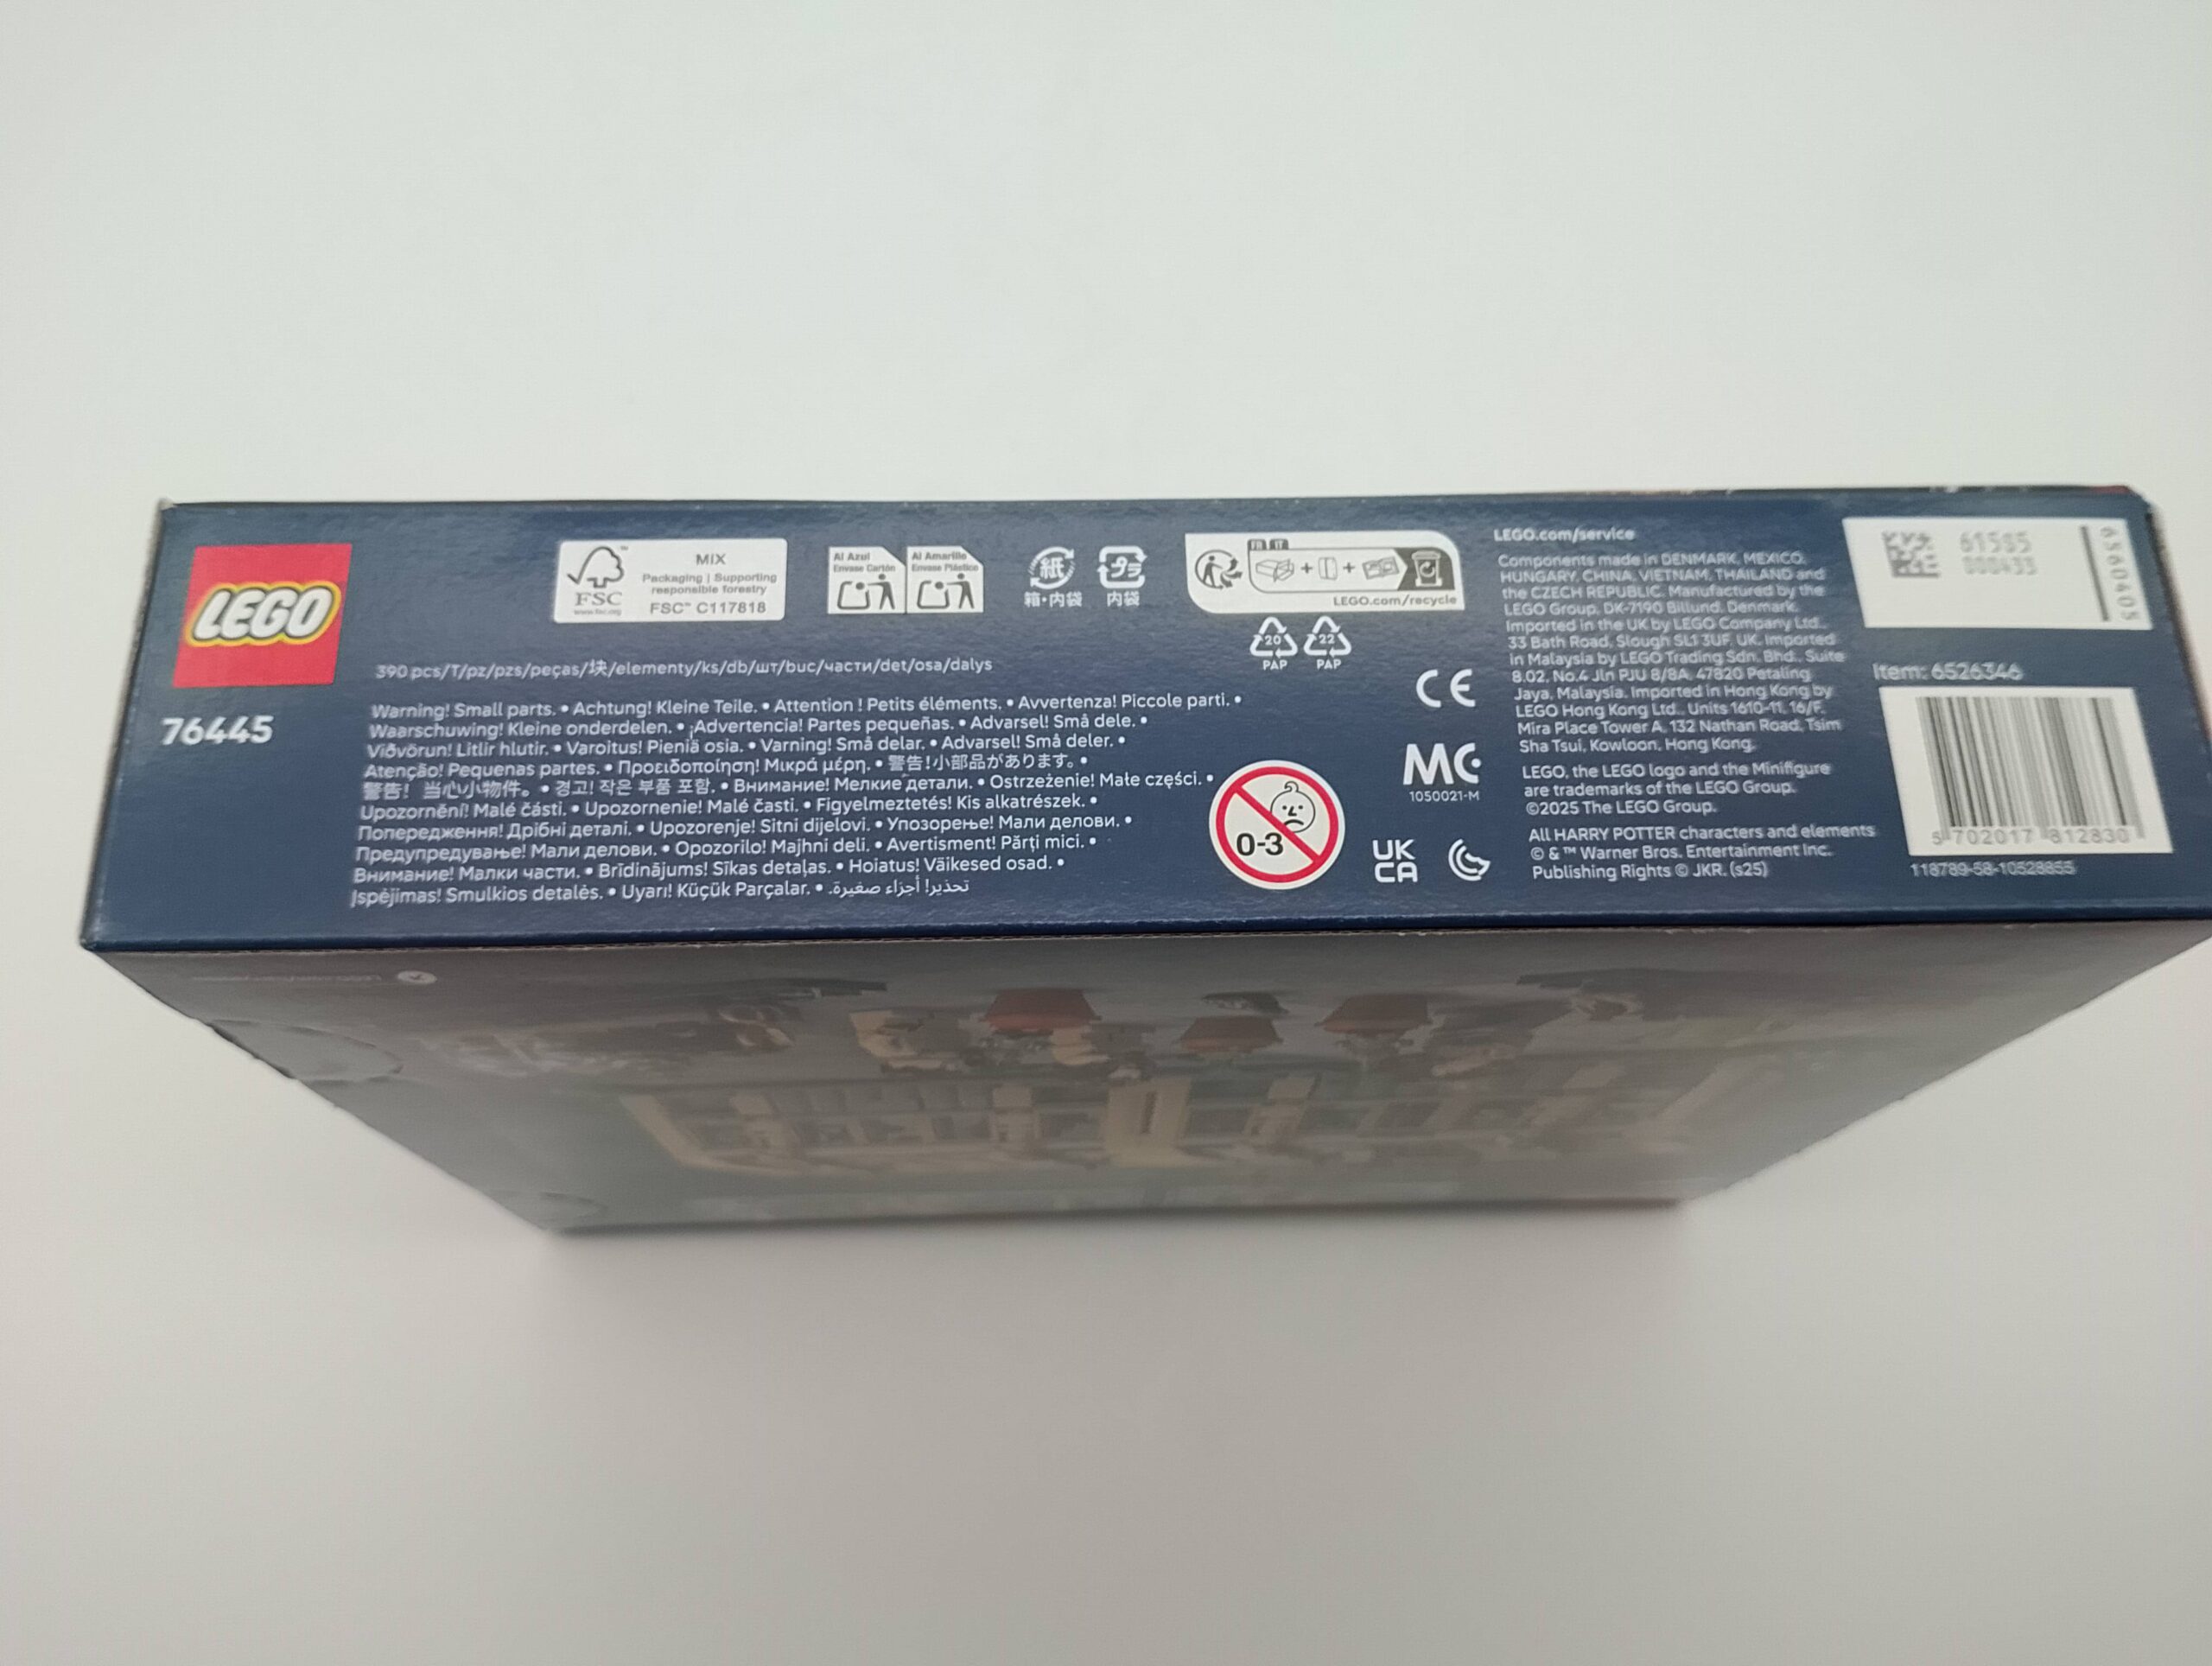 LEGO
76445
FSC
www.fsc.org
MIX
Packaging | Supporting
responsible forestry
FSC™ C117818
Al Azul
Envase Cartón
Al Amarillo
Envase Plástico
紙
箱・内袋
プラ
内袋
FR IT
LEGO.com/recycle
20
PAP
22
PAP
390 pcs/T/pz/pzs/peças/块/elementy/ks/db/шт/buc/части/det/osa/dalys
Warning! Small parts. • Achtung! Kleine Teile. • Attention ! Petits éléments. • Avvertenza! Piccole parti. •
Waarschuwing! Kleine onderdelen. • ¡Advertencia! Partes pequeñas. • Advarsel! Små dele. •
Viðvörun! Litlir hlutir. • Varoitus! Pieniä osia. • Varning! Små delar. • Advarsel! Små deler. •
Atenção! Pequenas partes. • Προειδοποίηση! Μικρά μέρη. • 警告!小部品があります。 •
警告! 当心小物件。 • 경고! 작은 부품 포함. • Внимание! Мелкие детали. • Ostrzeżenie! Małe części. •
Upozornění! Malé části. • Upozornenie! Malé časti. • Figyelmeztetés! Kis alkatrészek. •
Попередження! Дрібні деталі. • Upozorenje! Sitni dijelovi. • Упозорење! Мали делови. •
Предупредување! Мали делови. • Opozorilo! Majhni deli. • Avertisment! Părți mici. •
Внимание! Малки части. • Brīdinājums! Sīkas detaļas. • Hoiatus! Väikesed osad. •
Įspėjimas! Smulkios detalės. • Uyarı! Küçük Parçalar. • تحذير! أجزاء صغيرة.
0-3
CE
MC
1050021-M
UK
CA
LEGO.com/service
Components made in DENMARK, MEXICO,
HUNGARY, CHINA, VIETNAM, THAILAND and
the CZECH REPUBLIC. Manufactured by the
LEGO Group, DK-7190 Billund, Denmark.
Imported in the UK by LEGO Company Ltd.,
33 Bath Road, Slough SL1 3UF, UK. Imported
in Malaysia by LEGO Trading Sdn. Bhd., Suite
8.02, No.4 Jln PJU 8/8A, 47820 Petaling
Jaya, Malaysia. Imported in Hong Kong by
LEGO Hong Kong Ltd., Units 1610-11, 16/F,
Mira Place Tower A, 132 Nathan Road, Tsim
Sha Tsui, Kowloon, Hong Kong.
LEGO, the LEGO logo and the Minifigure
are trademarks of the LEGO Group.
©2025 The LEGO Group.
All HARRY POTTER characters and elements
© & ™ Warner Bros. Entertainment Inc.
Publishing Rights © JKR. (s25)
61585
000433
6560405
Item: 6526346
5 702017 812830
118789-58-10528855